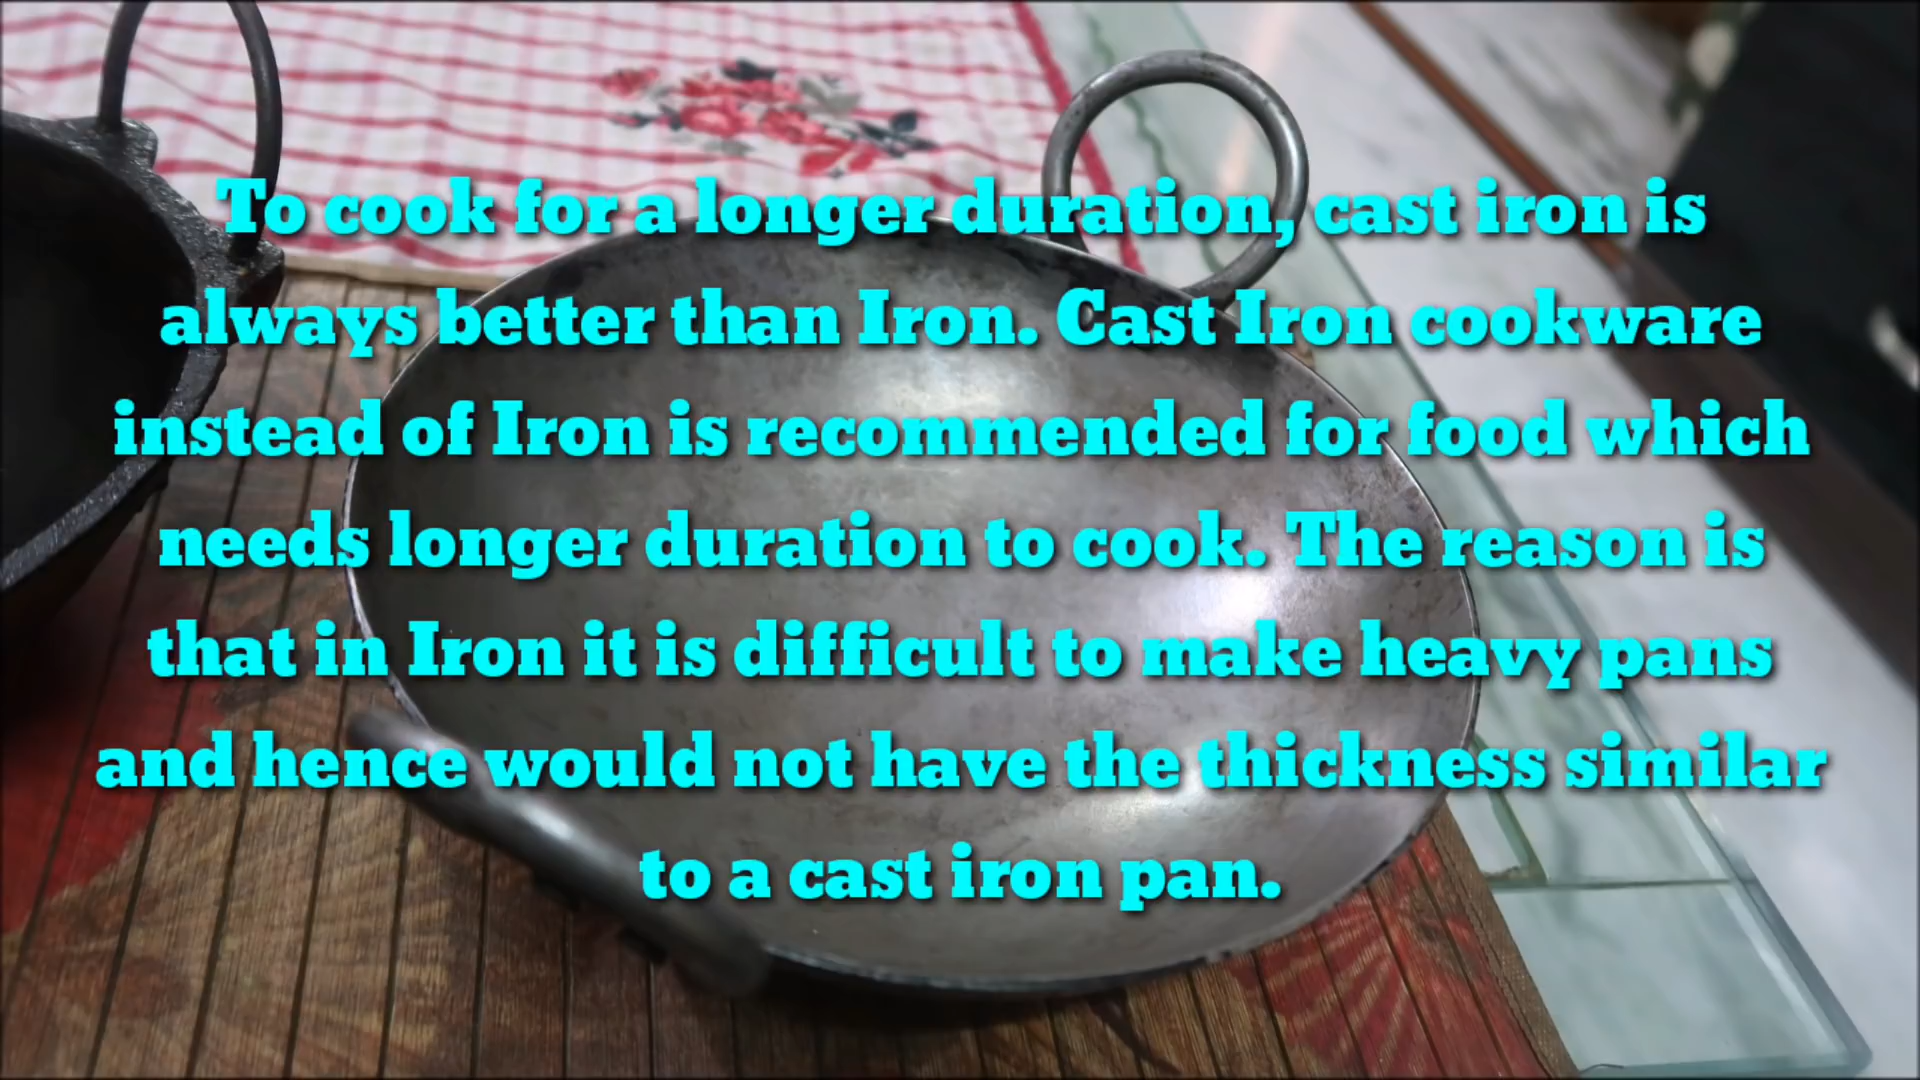 To cook for a longer duration, cast iron is
always better than Iron. Cast Iron cookware
instead of Iron is recommended for food which
needs longer duration to cook. The reason is
that in Iron it is difficult to make heavy pans
and hence would not have the thickness similar
to a cast iron pan.